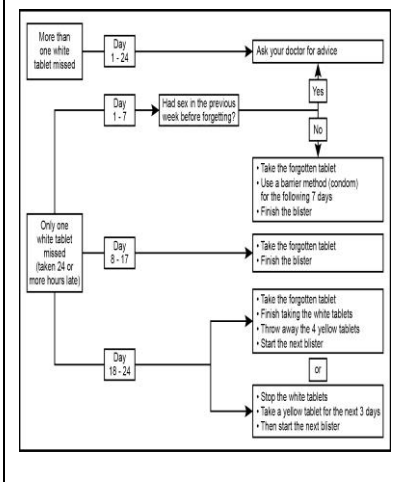 More than
one white
tablet missed
Day
1 - 24
Ask your doctor for advice
Yes
Day
1 - 7
Had sex in the previous
week before forgetting?
No
• Take the forgotten tablet
• Use a barrier method (condom)
for the following 7 days
• Finish the blister
Only one
white tablet
missed
(taken 24 or
more hours late)
Day
8 - 17
• Take the forgotten tablet
• Finish the blister
• Take the forgotten tablet
• Finish taking the white tablets
• Throw away the 4 yellow tablets
• Start the next blister
Day
18 - 24
or
• Stop the white tablets
• Take a yellow tablet for the next 3 days
• Then start the next blister